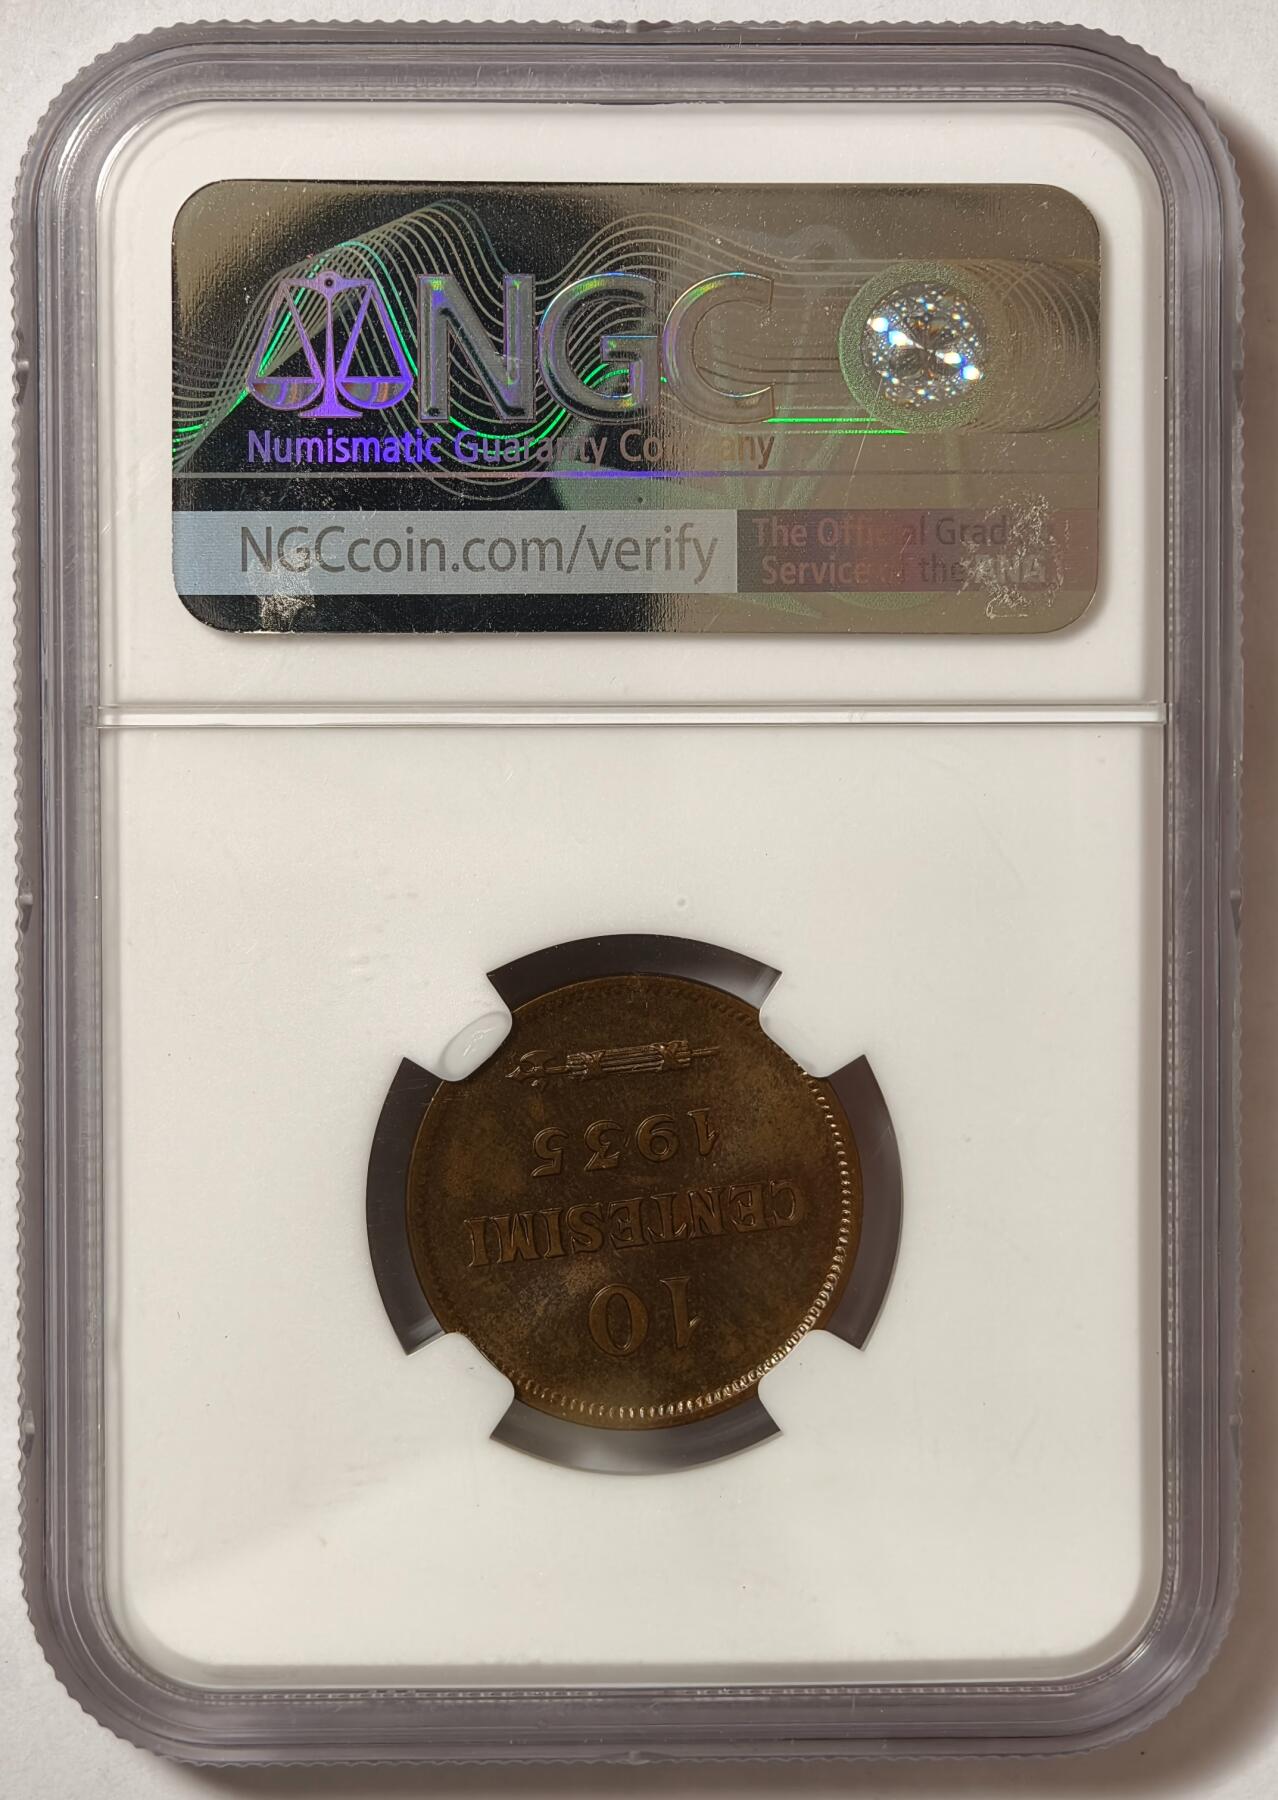 NGC
Numismatic Guaranty Company
NGCcoin.com/verify
The Official Grading
Service of the ANA
10
CENTESIMI
1935